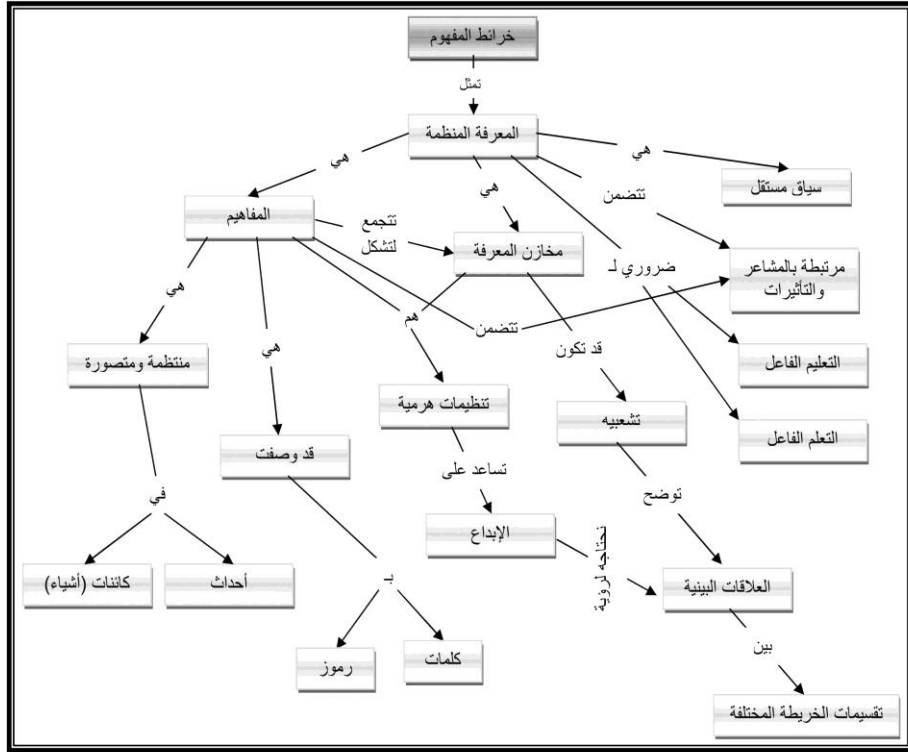 خرائط المفهوم
تمثل
المعرفة المنظمة
هي
هي
هي
سياق مستقل
تتضمن
المفاهيم
تتجمع
لتشكل
مخازن المعرفة
ضروري لـ
مرتبطة بالمشاعر
والتأثيرات
هي
هي
هم
تتضمن
قد تكون
منتظمة ومتصورة
التعليم الفاعل
تنظيمات هرمية
تشعبيه
التعلم الفاعل
قد وصفت
تساعد على
توضح
في
الإبداع
نحتاجه لرؤية
كائنات (أشياء)
أحداث
بـ
العلاقات البينية
رموز
كلمات
بين
تقسيمات الخريطة المختلفة